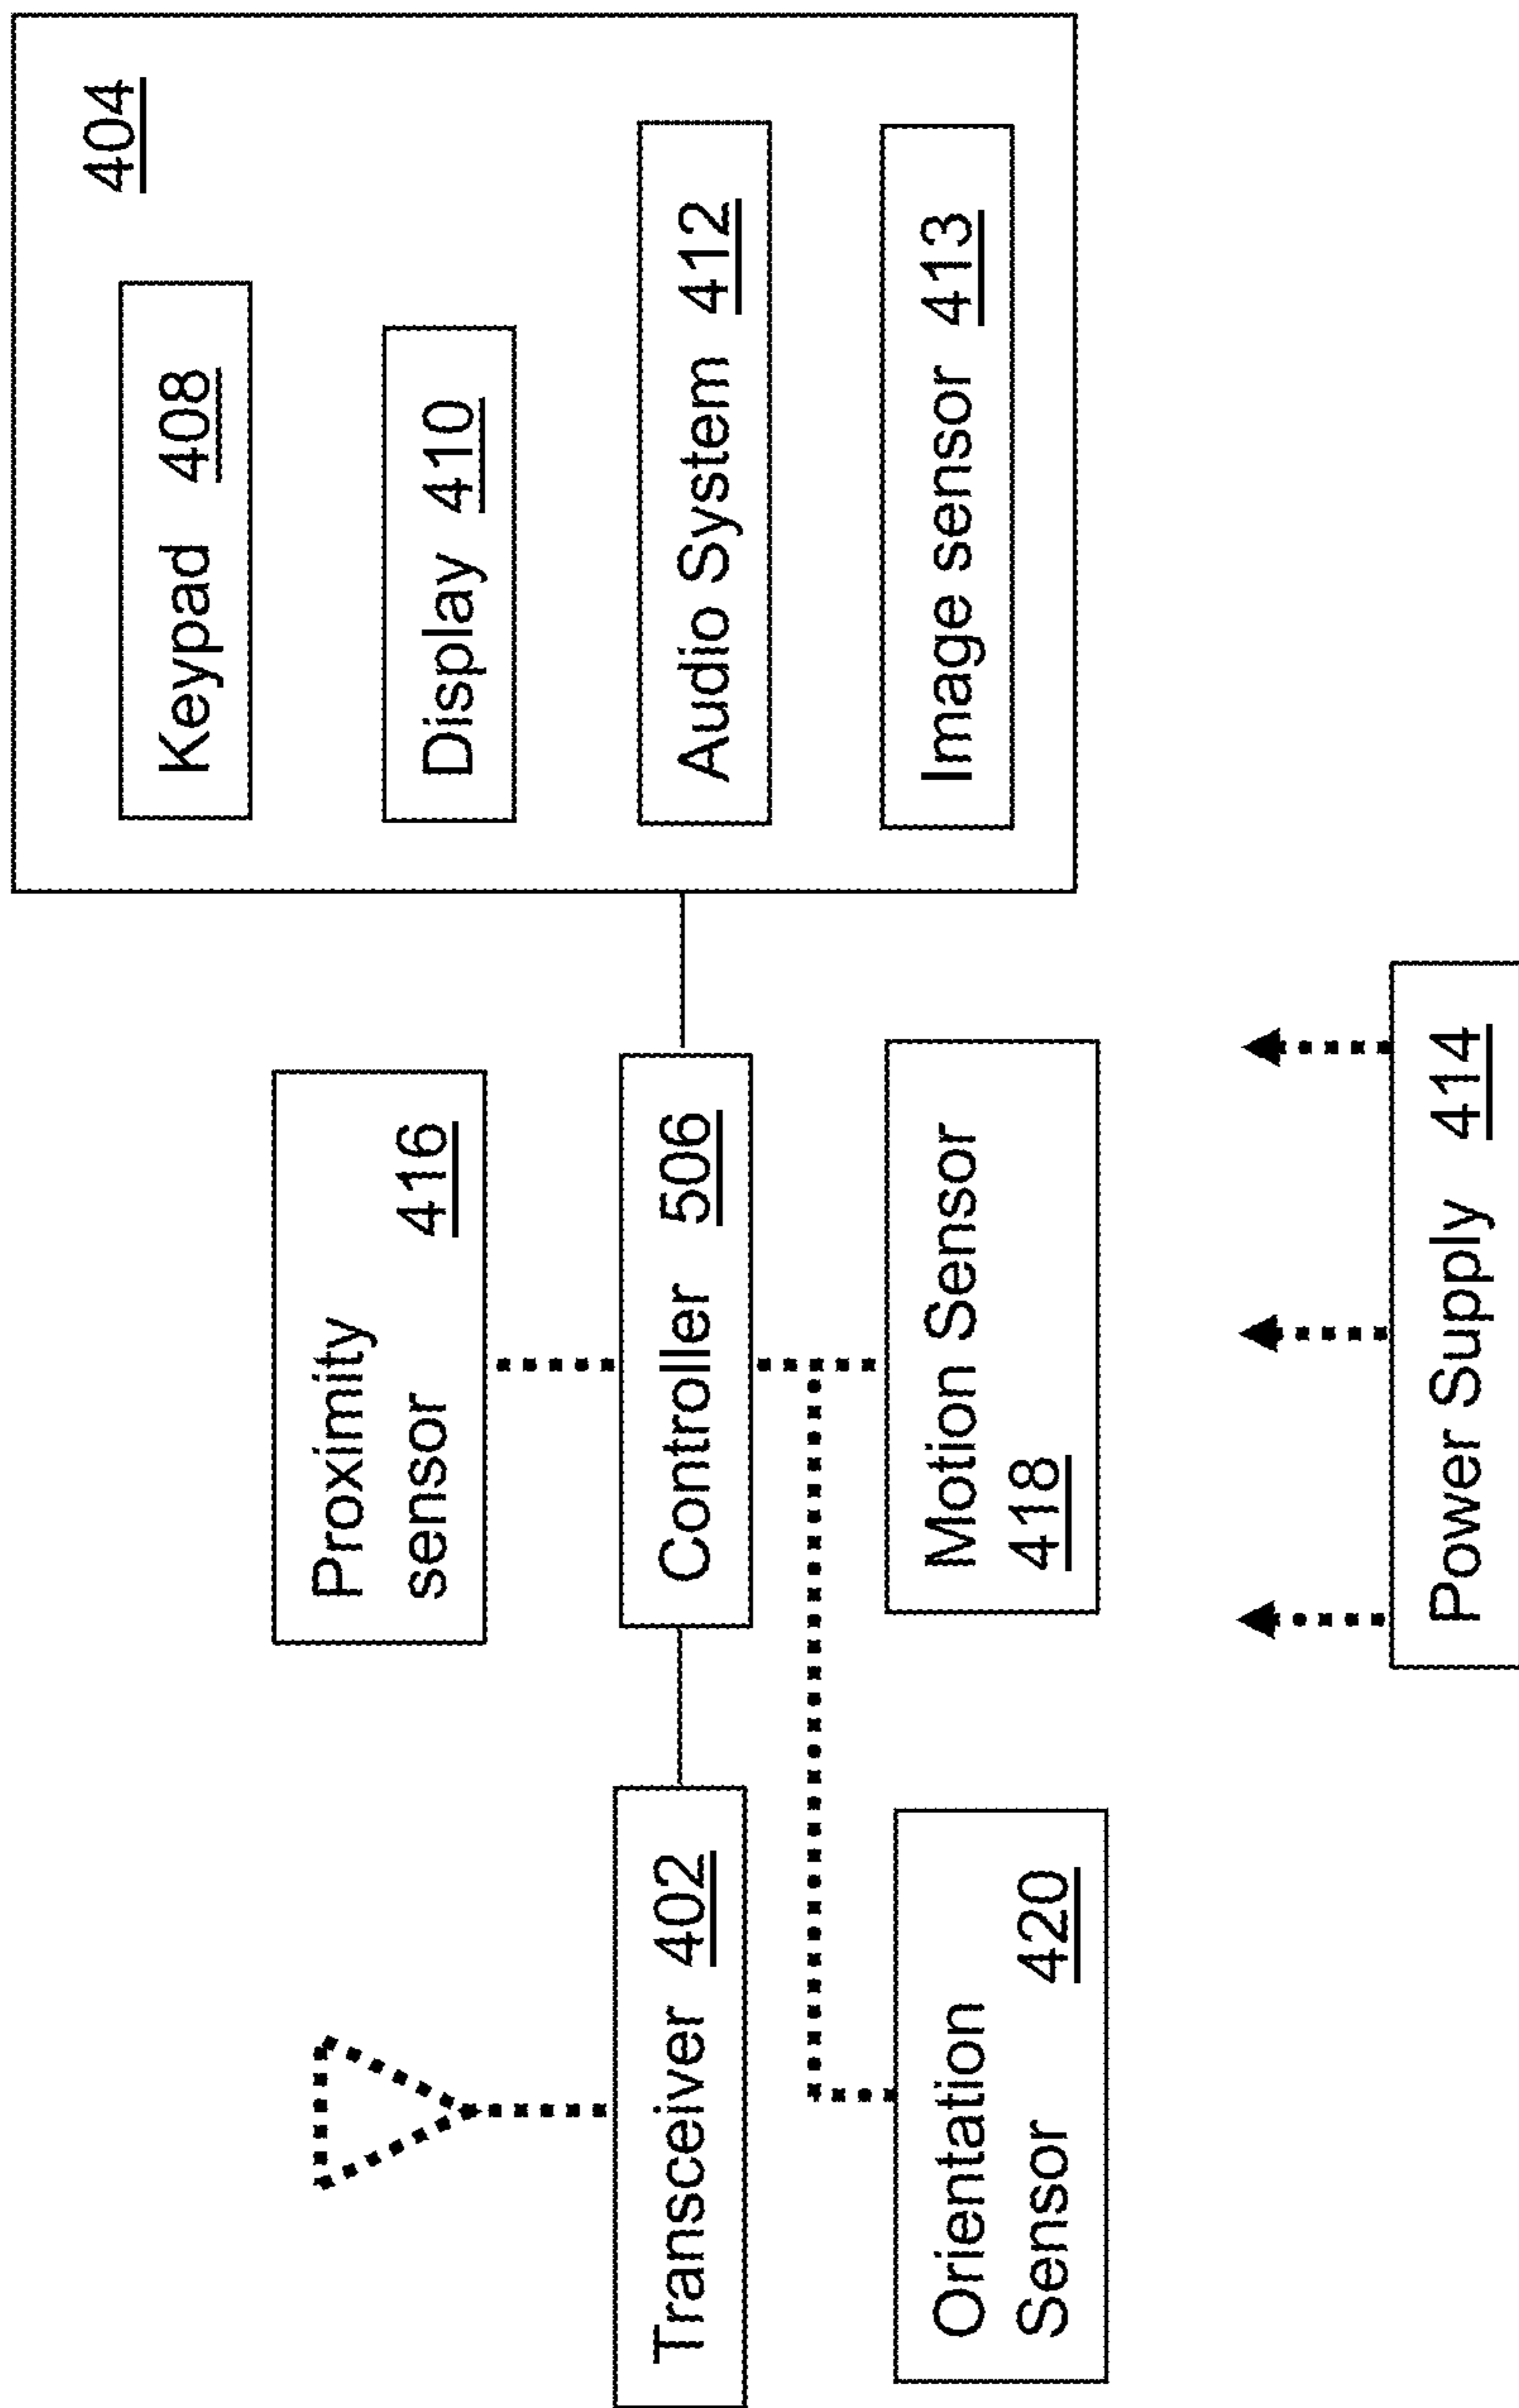 404
Keypad 408
Display 410
Audio System 412
Image sensor 413
Proximity
sensor 416
Controller 506
Motion Sensor
418
Transceiver 402
Orientation
Sensor 420
Power Supply 414